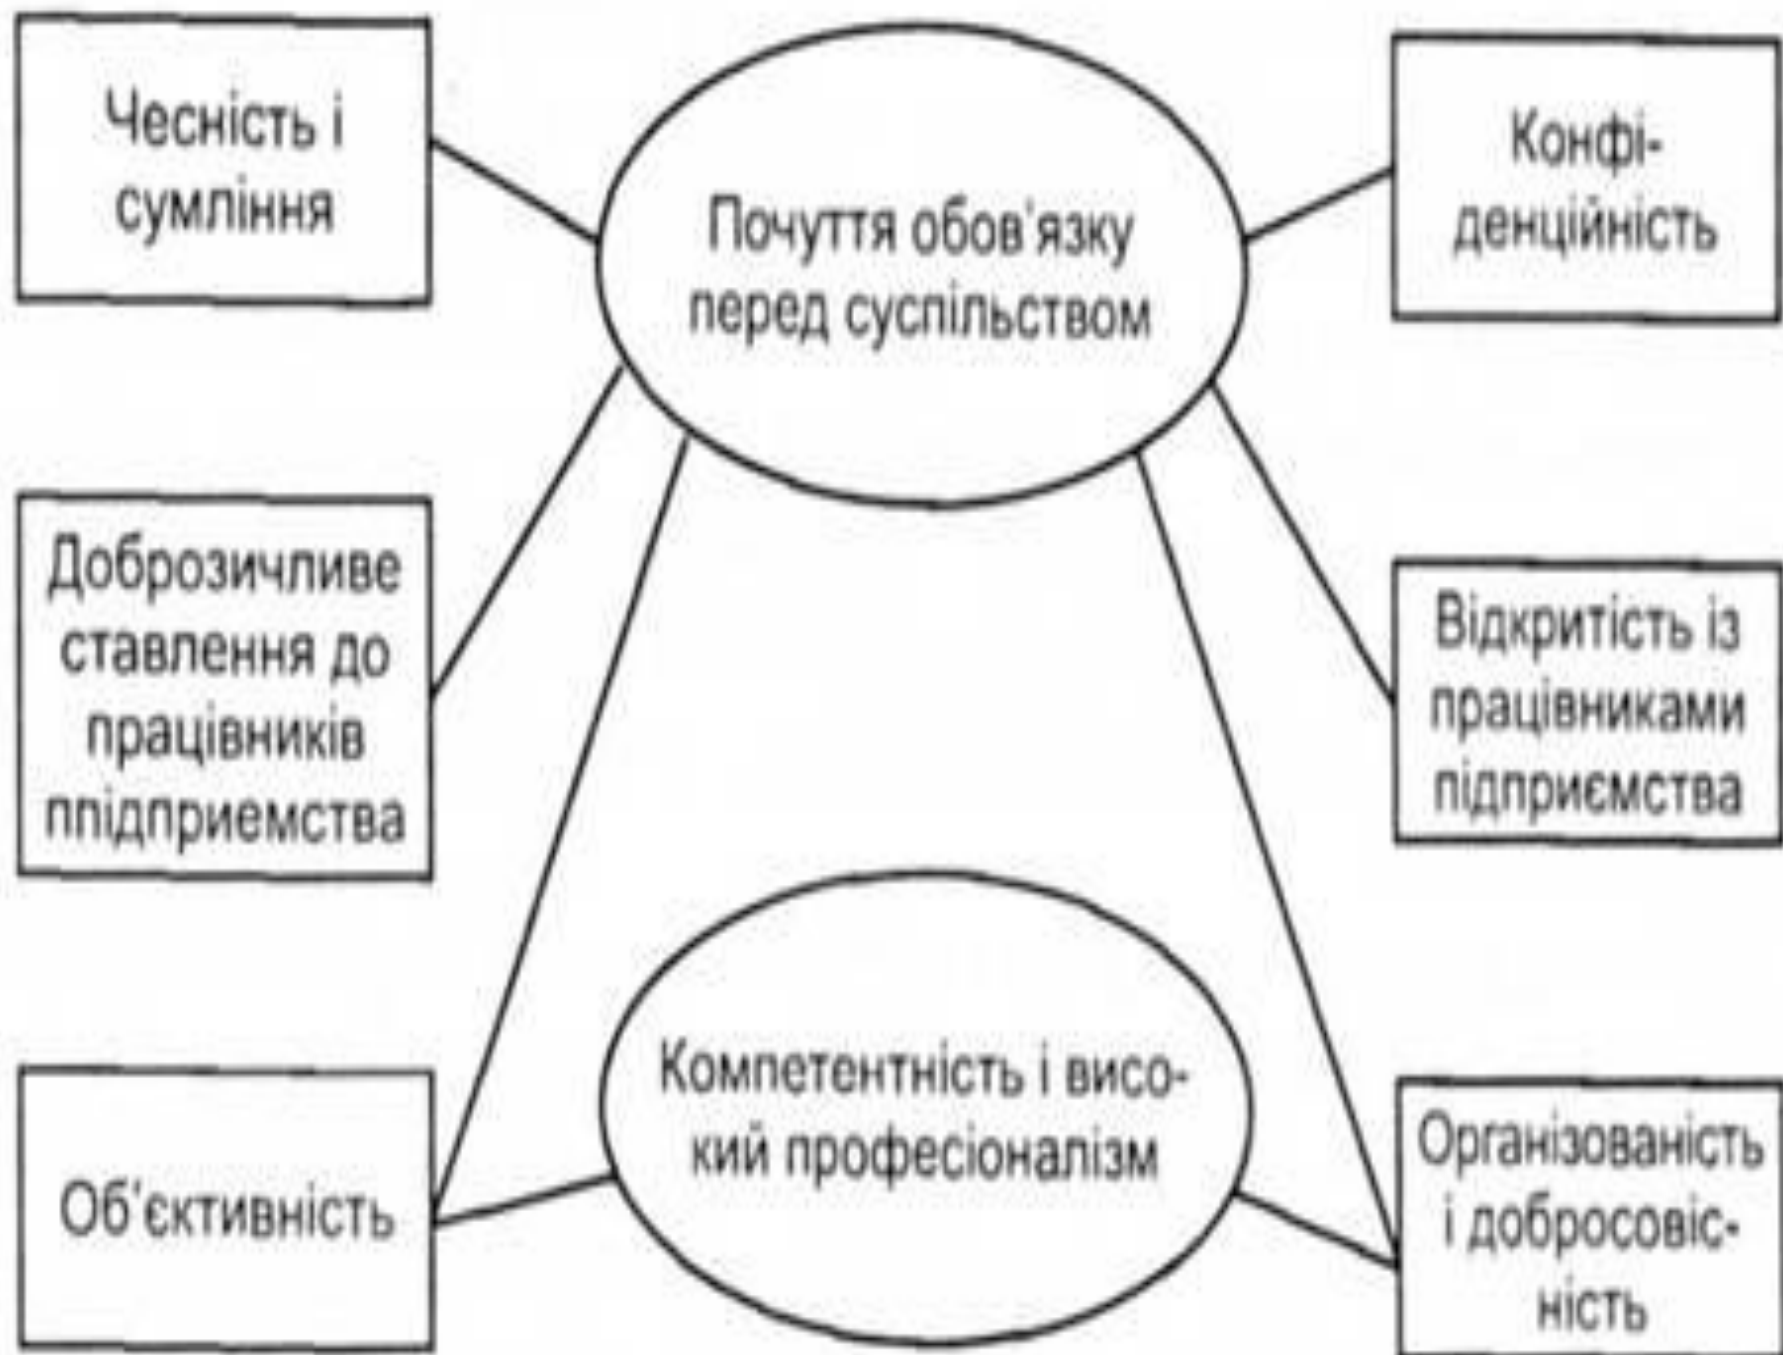 Чесність і
сумління
Почуття обов'язку
перед суспільством
Конфі-
денційність
Доброзичливе
ставлення до
працівників
ппідприемства
Відкритість із
працівниками
підприємства
Об'єктивність
Компетентність і висо-
кий професіоналізм
Організованість
і добросовіс-
ність